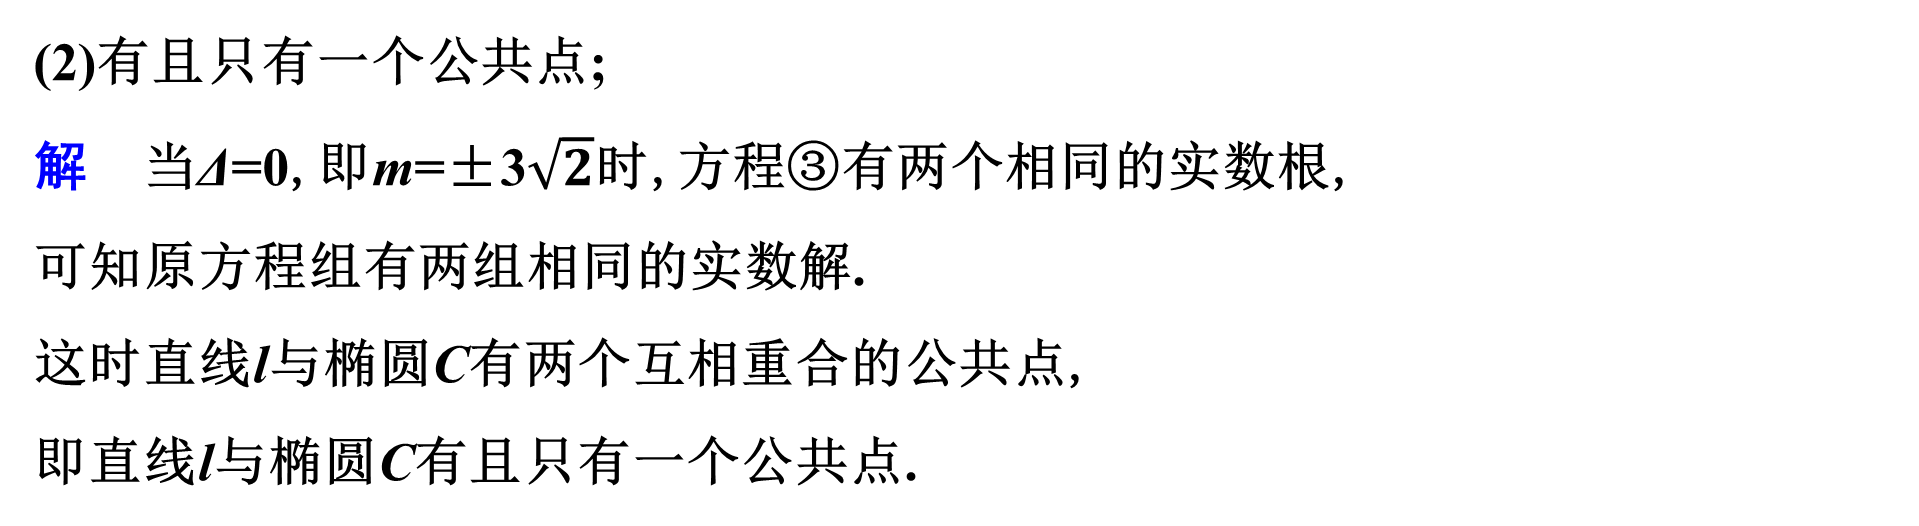 (2)有且只有一个公共点;
解 当Δ=0, 即m=±3√2时, 方程③有两个相同的实数根,
可知原方程组有两组相同的实数解.
这时直线l与椭圆C有两个互相重合的公共点,
即直线l与椭圆C有且只有一个公共点.